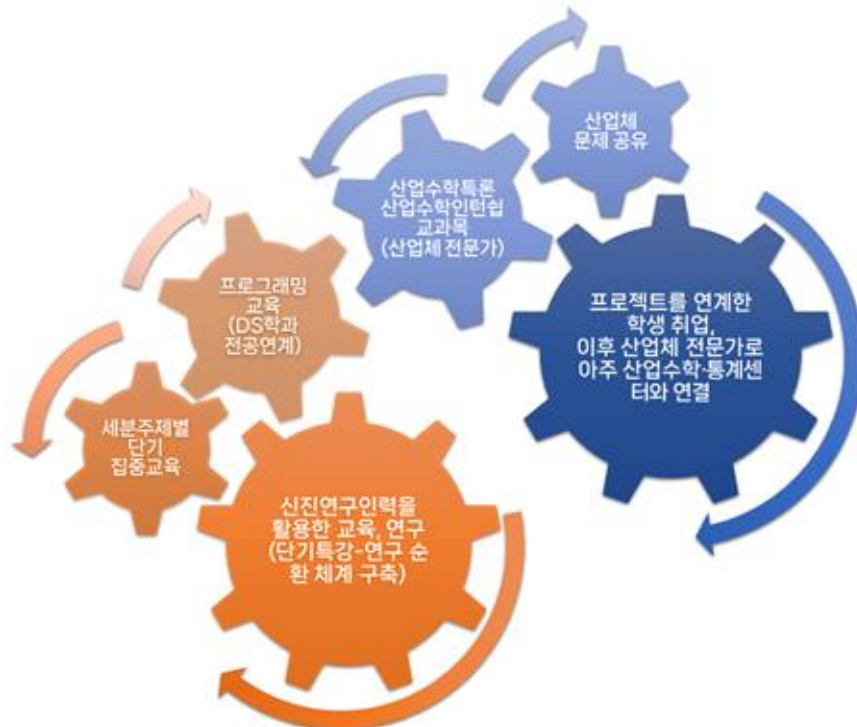 산업체
문제 공유
산업수학특론
산업수학인턴쉽
교과목
(산업체 전문가)
프로젝트를 연계한
학생 취업,
이후 산업체 전문가로
아주 산업수학·통계센
터와 연결
프로그래밍
교육
(DS학과
전공연계)
세분주제별
단기
집중교육
신진연구인력을
활용한 교육, 연구
(단기특강-연구 순
환 체계 구축)